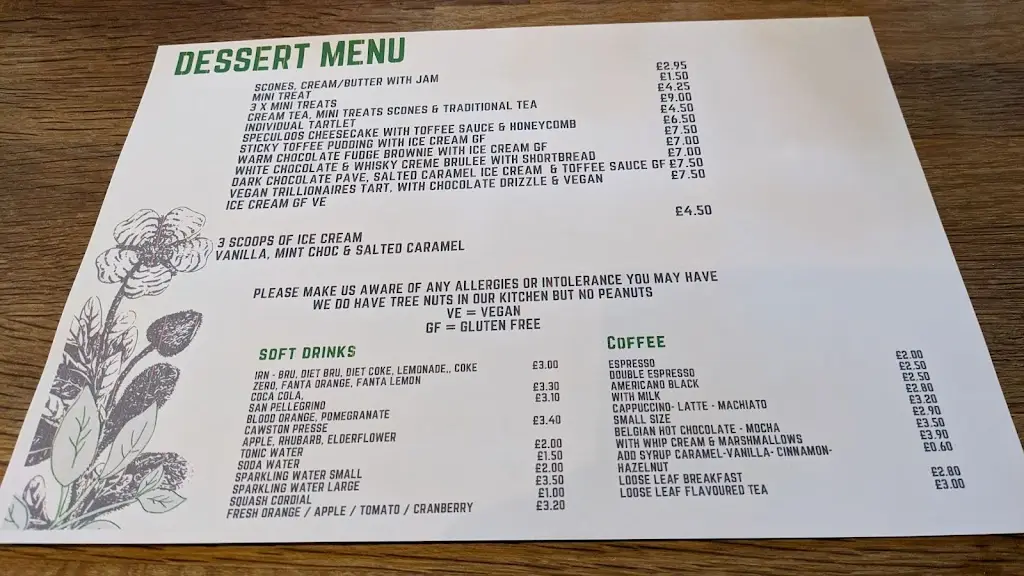 DESSERT MENU
SCONES, CREAM/BUTTER WITH JAM £2.95
MINI TREAT £1.50
3 X MINI TREATS £4.25
CREAM TEA, MINI TREATS SCONES & TRADITIONAL TEA £9.00
INDIVIDUAL TARTLET £4.50
SPECULOOS CHEESECAKE WITH TOFFEE SAUCE & HONEYCOMB £6.50
STICKY TOFFEE PUDDING WITH ICE CREAM GF £7.50
WARM CHOCOLATE FUDGE BROWNIE WITH ICE CREAM GF £7.00
WHITE CHOCOLATE & WHISKY CREME BRULEE WITH SHORTBREAD £7.00
DARK CHOCOLATE PAVE, SALTED CARAMEL ICE CREAM & TOFFEE SAUCE GF £7.50
VEGAN TRILLIONAIRES TART, WITH CHOCOLATE DRIZZLE & VEGAN £7.50
ICE CREAM GF VE
£4.50
3 SCOOPS OF ICE CREAM
VANILLA, MINT CHOC & SALTED CARAMEL
PLEASE MAKE US AWARE OF ANY ALLERGIES OR INTOLERANCE YOU MAY HAVE
WE DO HAVE TREE NUTS IN OUR KITCHEN BUT NO PEANUTS
VE = VEGAN
GF = GLUTEN FREE
SOFT DRINKS
IRN - BRU, DIET BRU, DIET COKE, LEMONADE,, COKE £3.00
ZERO, FANTA ORANGE, FANTA LEMON
COCA COLA, £3.30
SAN PELLEGRINO £3.10
BLOOD ORANGE, POMEGRANATE
CAWSTON PRESSE £3.40
APPLE, RHUBARB, ELDERFLOWER
TONIC WATER £2.00
SODA WATER £1.50
SPARKLING WATER SMALL £2.00
SPARKLING WATER LARGE £3.50
SQUASH CORDIAL £1.00
FRESH ORANGE / APPLE / TOMATO / CRANBERRY £3.20
COFFEE
ESPRESSO £2.00
DOUBLE ESPRESSO £2.50
AMERICANO BLACK £2.50
WITH MILK £2.80
CAPPUCCINO- LATTE - MACHIATO £3.20
SMALL SIZE £2.90
BELGIAN HOT CHOCOLATE - MOCHA £3.50
WITH WHIP CREAM & MARSHMALLOWS £3.90
ADD SYRUP CARAMEL-VANILLA- CINNAMON- £0.60
HAZELNUT
LOOSE LEAF BREAKFAST £2.80
LOOSE LEAF FLAVOURED TEA £3.00